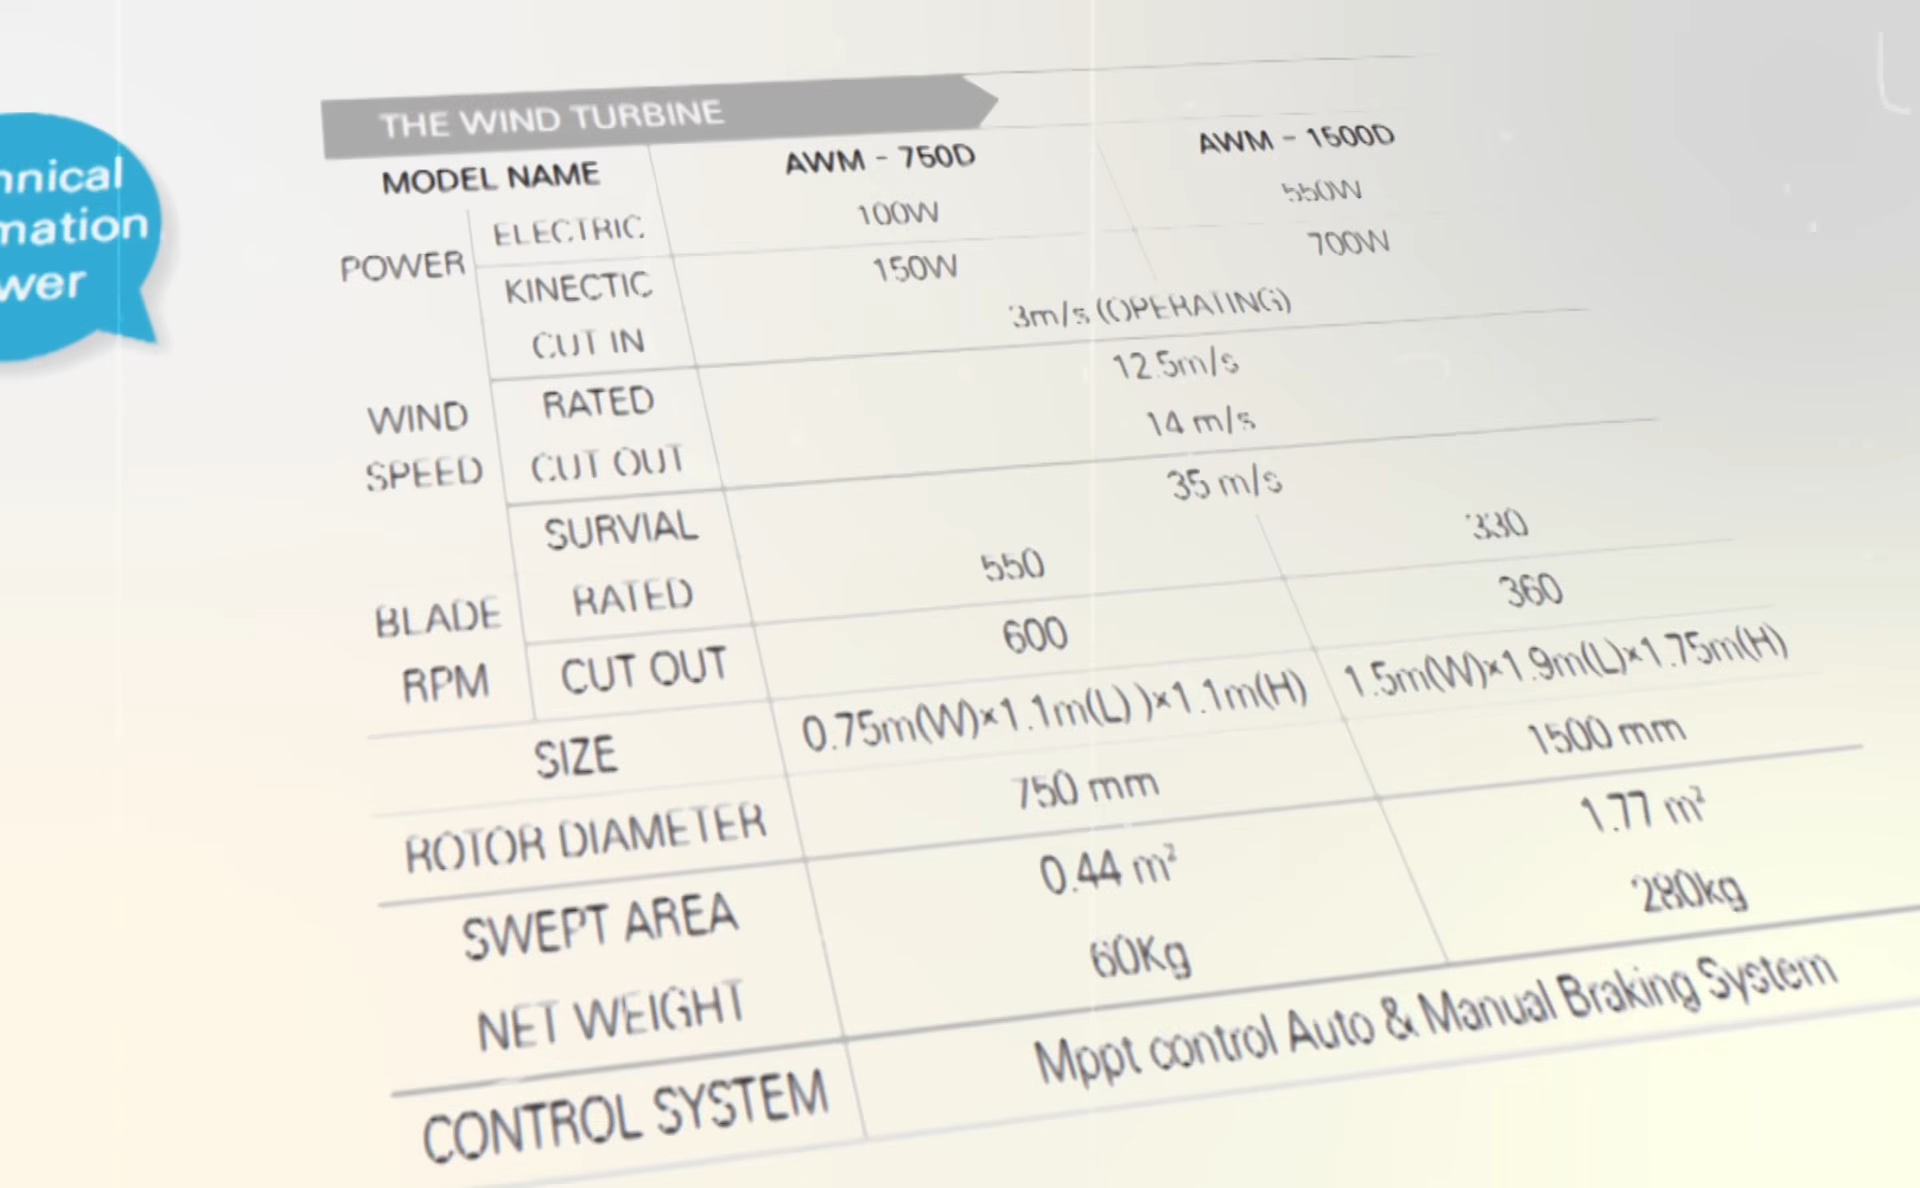 hnical
mation
wer
THE WIND TURBINE
MODEL NAME AWM - 750D AWM - 1500D
POWER ELECTRIC 100W 550W
KINECTIC 150W 700W
WIND SPEED CUT IN 3m/s (OPERATING)
RATED 12.5m/s
CUT OUT 14 m/s
SURVIAL 35 m/s
BLADE RPM RATED 550 330
CUT OUT 600 360
SIZE 0.75m(W)×1.1m(L) )×1.1m(H) 1.5m(W)×1.9m(L)×1.75m(H)
ROTOR DIAMETER 750 mm 1500 mm
SWEPT AREA 0.44 m² 1.77 m²
NET WEIGHT 60Kg 280kg
CONTROL SYSTEM Mppt control Auto & Manual Braking System